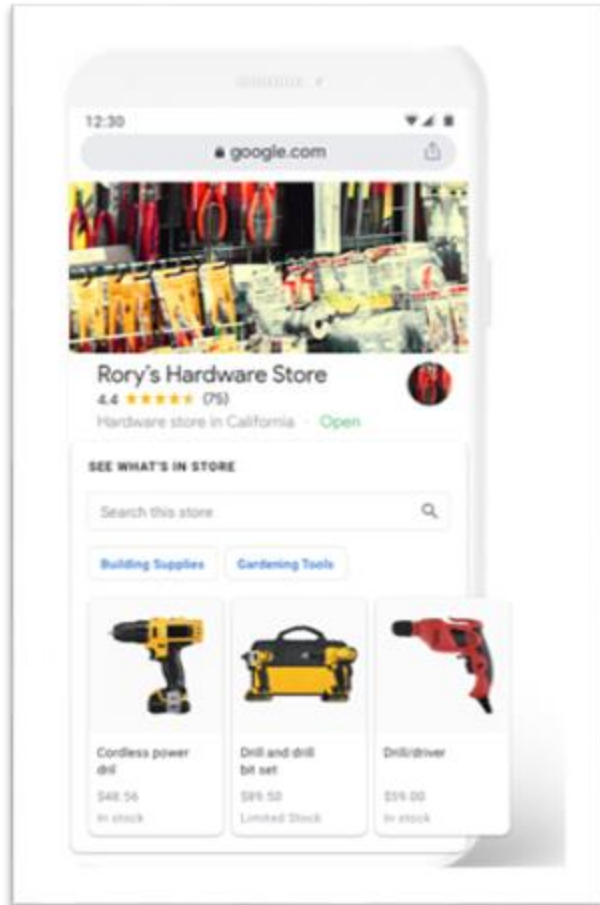 12:30
google.com
Rory's Hardware Store
4.4 (75)
Hardware store in California · Open
SEE WHAT'S IN STORE
Search this store
Building Supplies Gardening Tools
Cordless power
dril
$48.56
In stock
Drill and drill
bit set
$89.50
Limited Stock
Drill/driver
$59.00
In stock